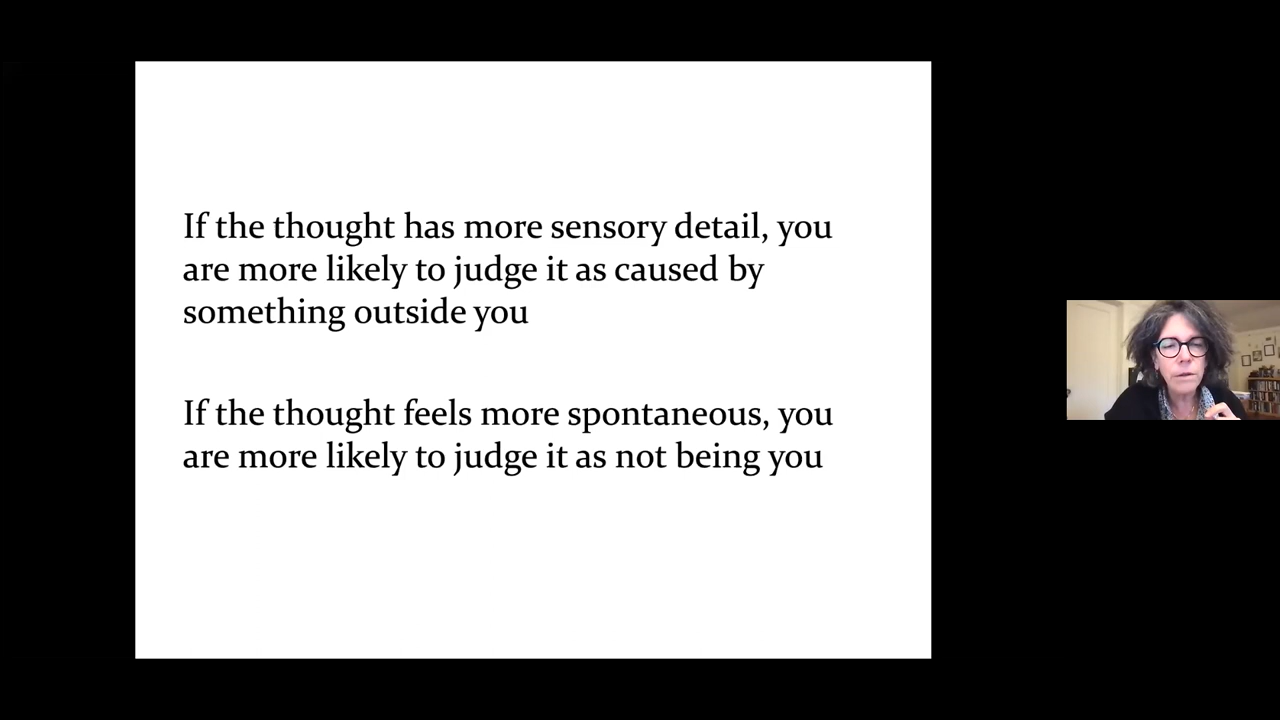 If the thought has more sensory detail, you
are more likely to judge it as caused by
something outside you
If the thought feels more spontaneous, you
are more likely to judge it as not being you